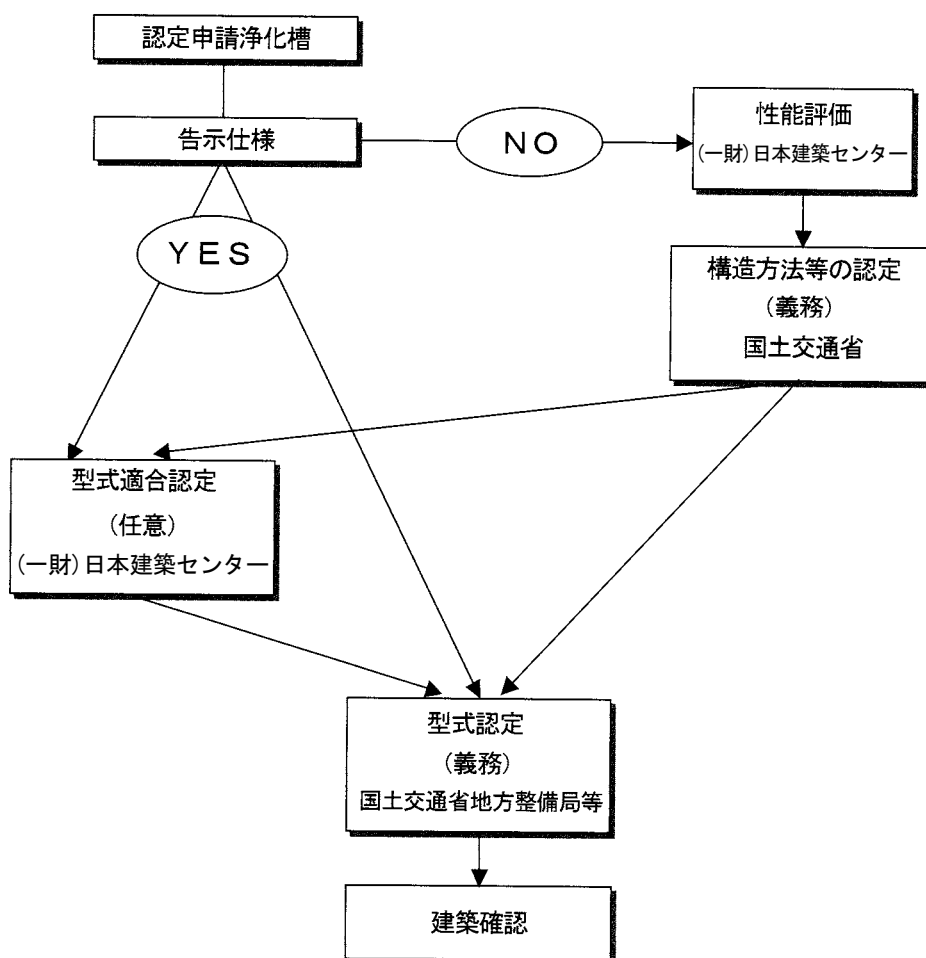 認定申請浄化槽
告示仕様
NO
性能評価
(一財)日本建築センター
YES
構造方法等の認定
(義務)
国土交通省
型式適合認定
(任意)
(一財)日本建築センター
型式認定
(義務)
国土交通省地方整備局等
建築確認